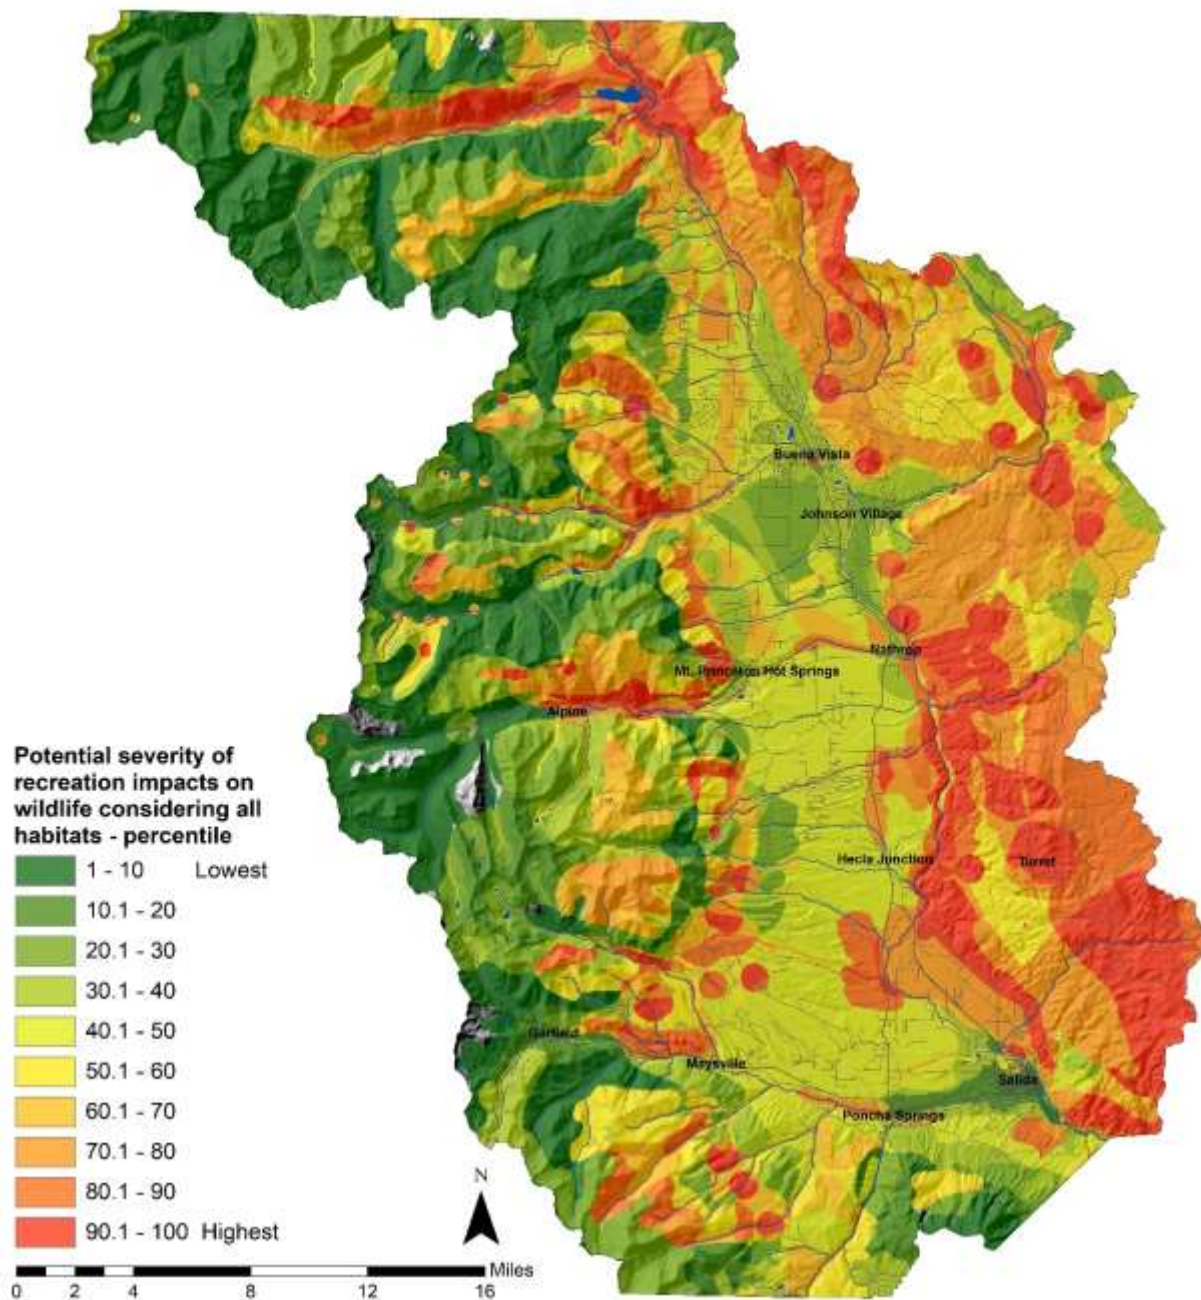 Buena Vista
Johnson Village
Nathrop
Mt. Princeton Hot Springs
Alpine
Potential severity of
recreation impacts on
wildlife considering all
habitats - percentile
1 - 10 Lowest
10.1 - 20
20.1 - 30
30.1 - 40
40.1 - 50
50.1 - 60
60.1 - 70
70.1 - 80
80.1 - 90
90.1 - 100 Highest
Hecla Junction
Turret
Garfield
Maysville
Salida
Poncha Springs
N
Miles
0 2 4 8 12 16